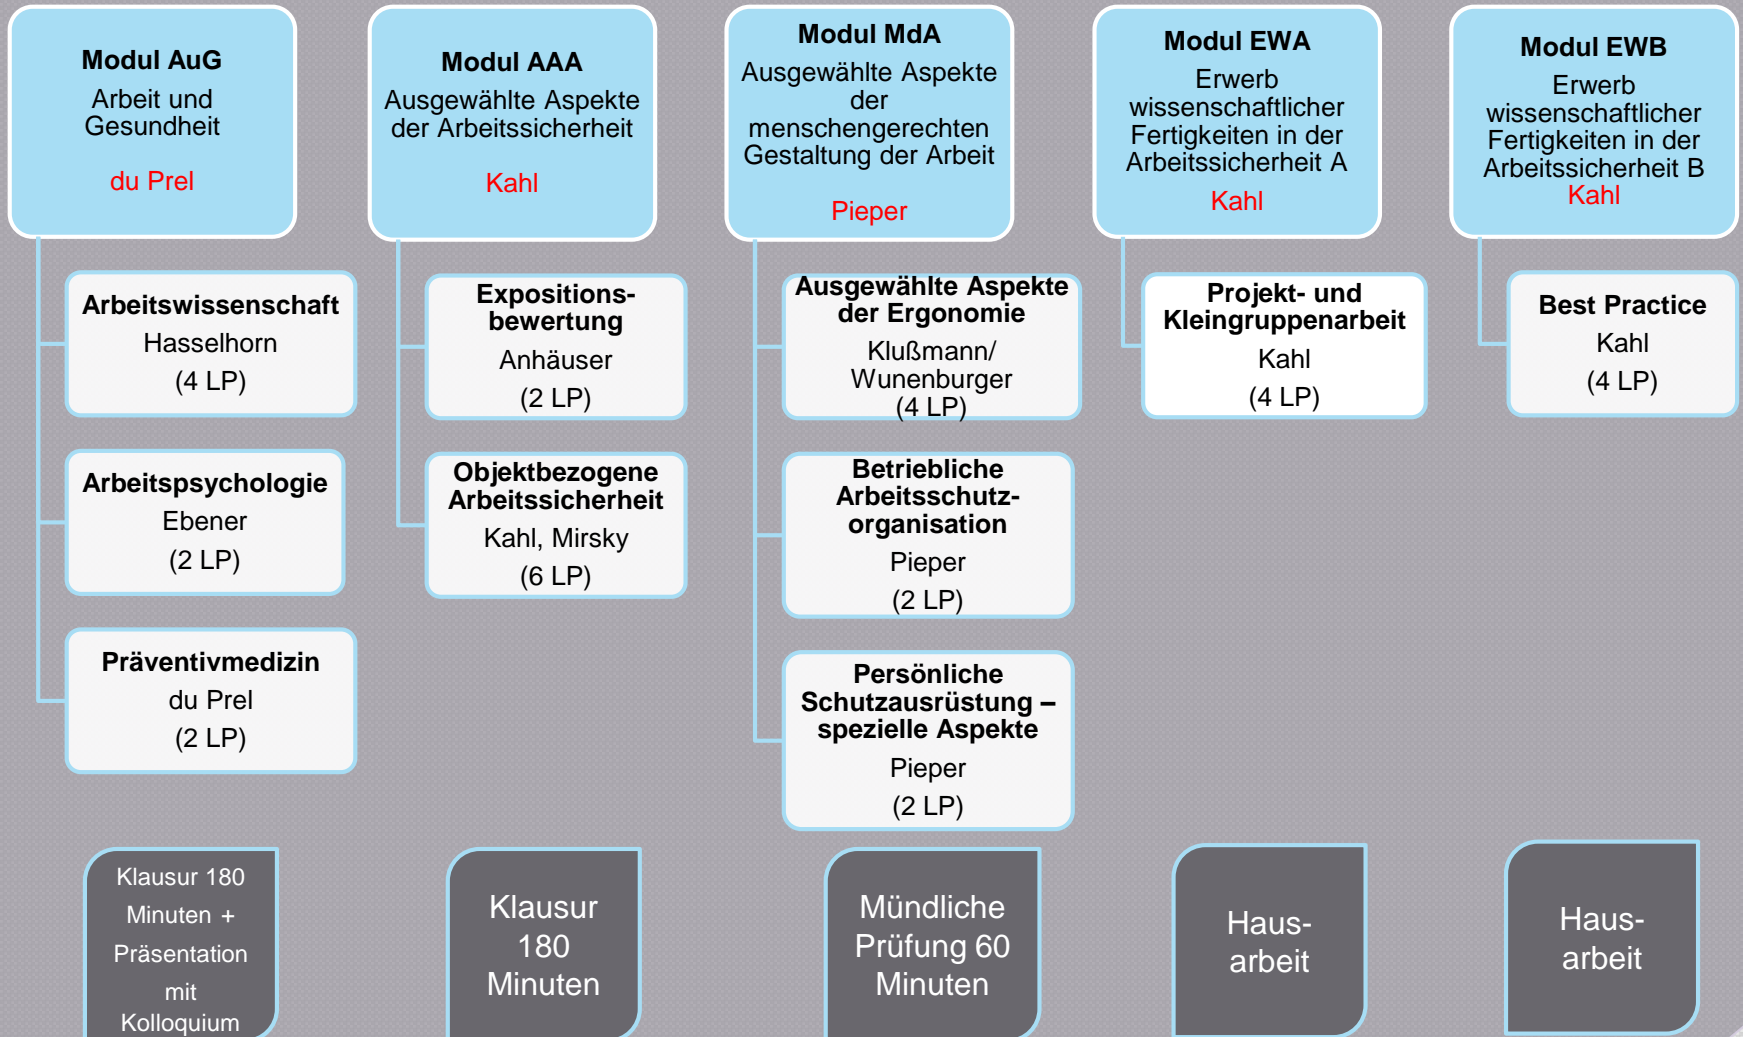 Modul AuG
Arbeit und
Gesundheit
du Prel
Modul AAA
Ausgewählte Aspekte
der Arbeitssicherheit
Kahl
Modul MdA
Ausgewählte Aspekte
der
menschengerechten
Gestaltung der Arbeit
Pieper
Modul EWA
Erwerb
wissenschaftlicher
Fertigkeiten in der
Arbeitssicherheit A
Kahl
Modul EWB
Erwerb
wissenschaftlicher
Fertigkeiten in der
Arbeitssicherheit B
Kahl
Arbeitswissenschaft
Hasselhorn
(4 LP)
Arbeitspsychologie
Ebener
(2 LP)
Präventivmedizin
du Prel
(2 LP)
Expositions-
bewertung
Anhäuser
(2 LP)
Objektbezogene
Arbeitssicherheit
Kahl, Mirsky
(6 LP)
Ausgewählte Aspekte
der Ergonomie
Klußmann/
Wunenburger
(4 LP)
Betriebliche
Arbeitsschutz-
organisation
Pieper
(2 LP)
Persönliche
Schutzausrüstung –
spezielle Aspekte
Pieper
(2 LP)
Projekt- und
Kleingruppenarbeit
Kahl
(4 LP)
Best Practice
Kahl
(4 LP)
Klausur 180
Minuten +
Präsentation
mit
Kolloquium
Klausur
180
Minuten
Mündliche
Prüfung 60
Minuten
Haus-
arbeit
Haus-
arbeit